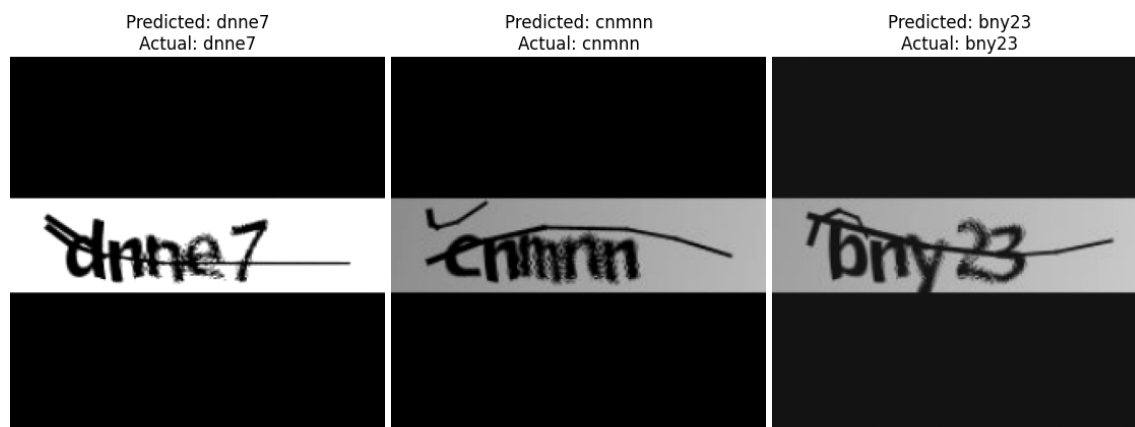 Predicted: dnne7
Actual: dnne7
dnne7
Predicted: cnmnn
Actual: cnmnn
cnmnn
Predicted: bny23
Actual: bny23
bny23